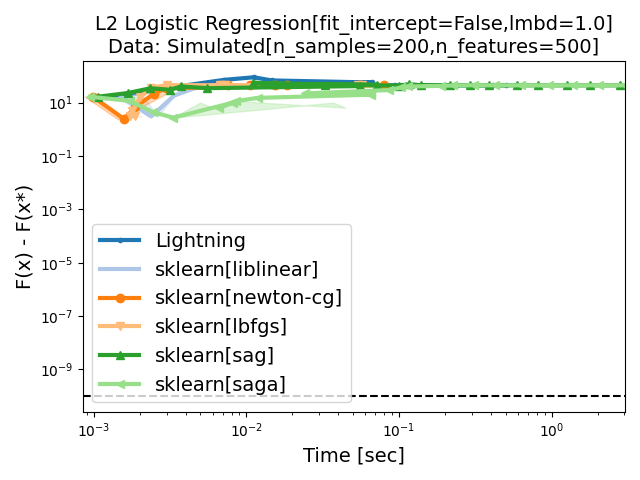 L2 Logistic Regression[fit_intercept=False,lmbd=1.0]
Data: Simulated[n_samples=200,n_features=500]
F(x) - F(x*)
10^1
10^−1
10^−3
10^−5
10^−7
10^−9
Lightning
sklearn[liblinear]
sklearn[newton-cg]
sklearn[lbfgs]
sklearn[sag]
sklearn[saga]
10^−3
10^−2
10^−1
10^0
Time [sec]